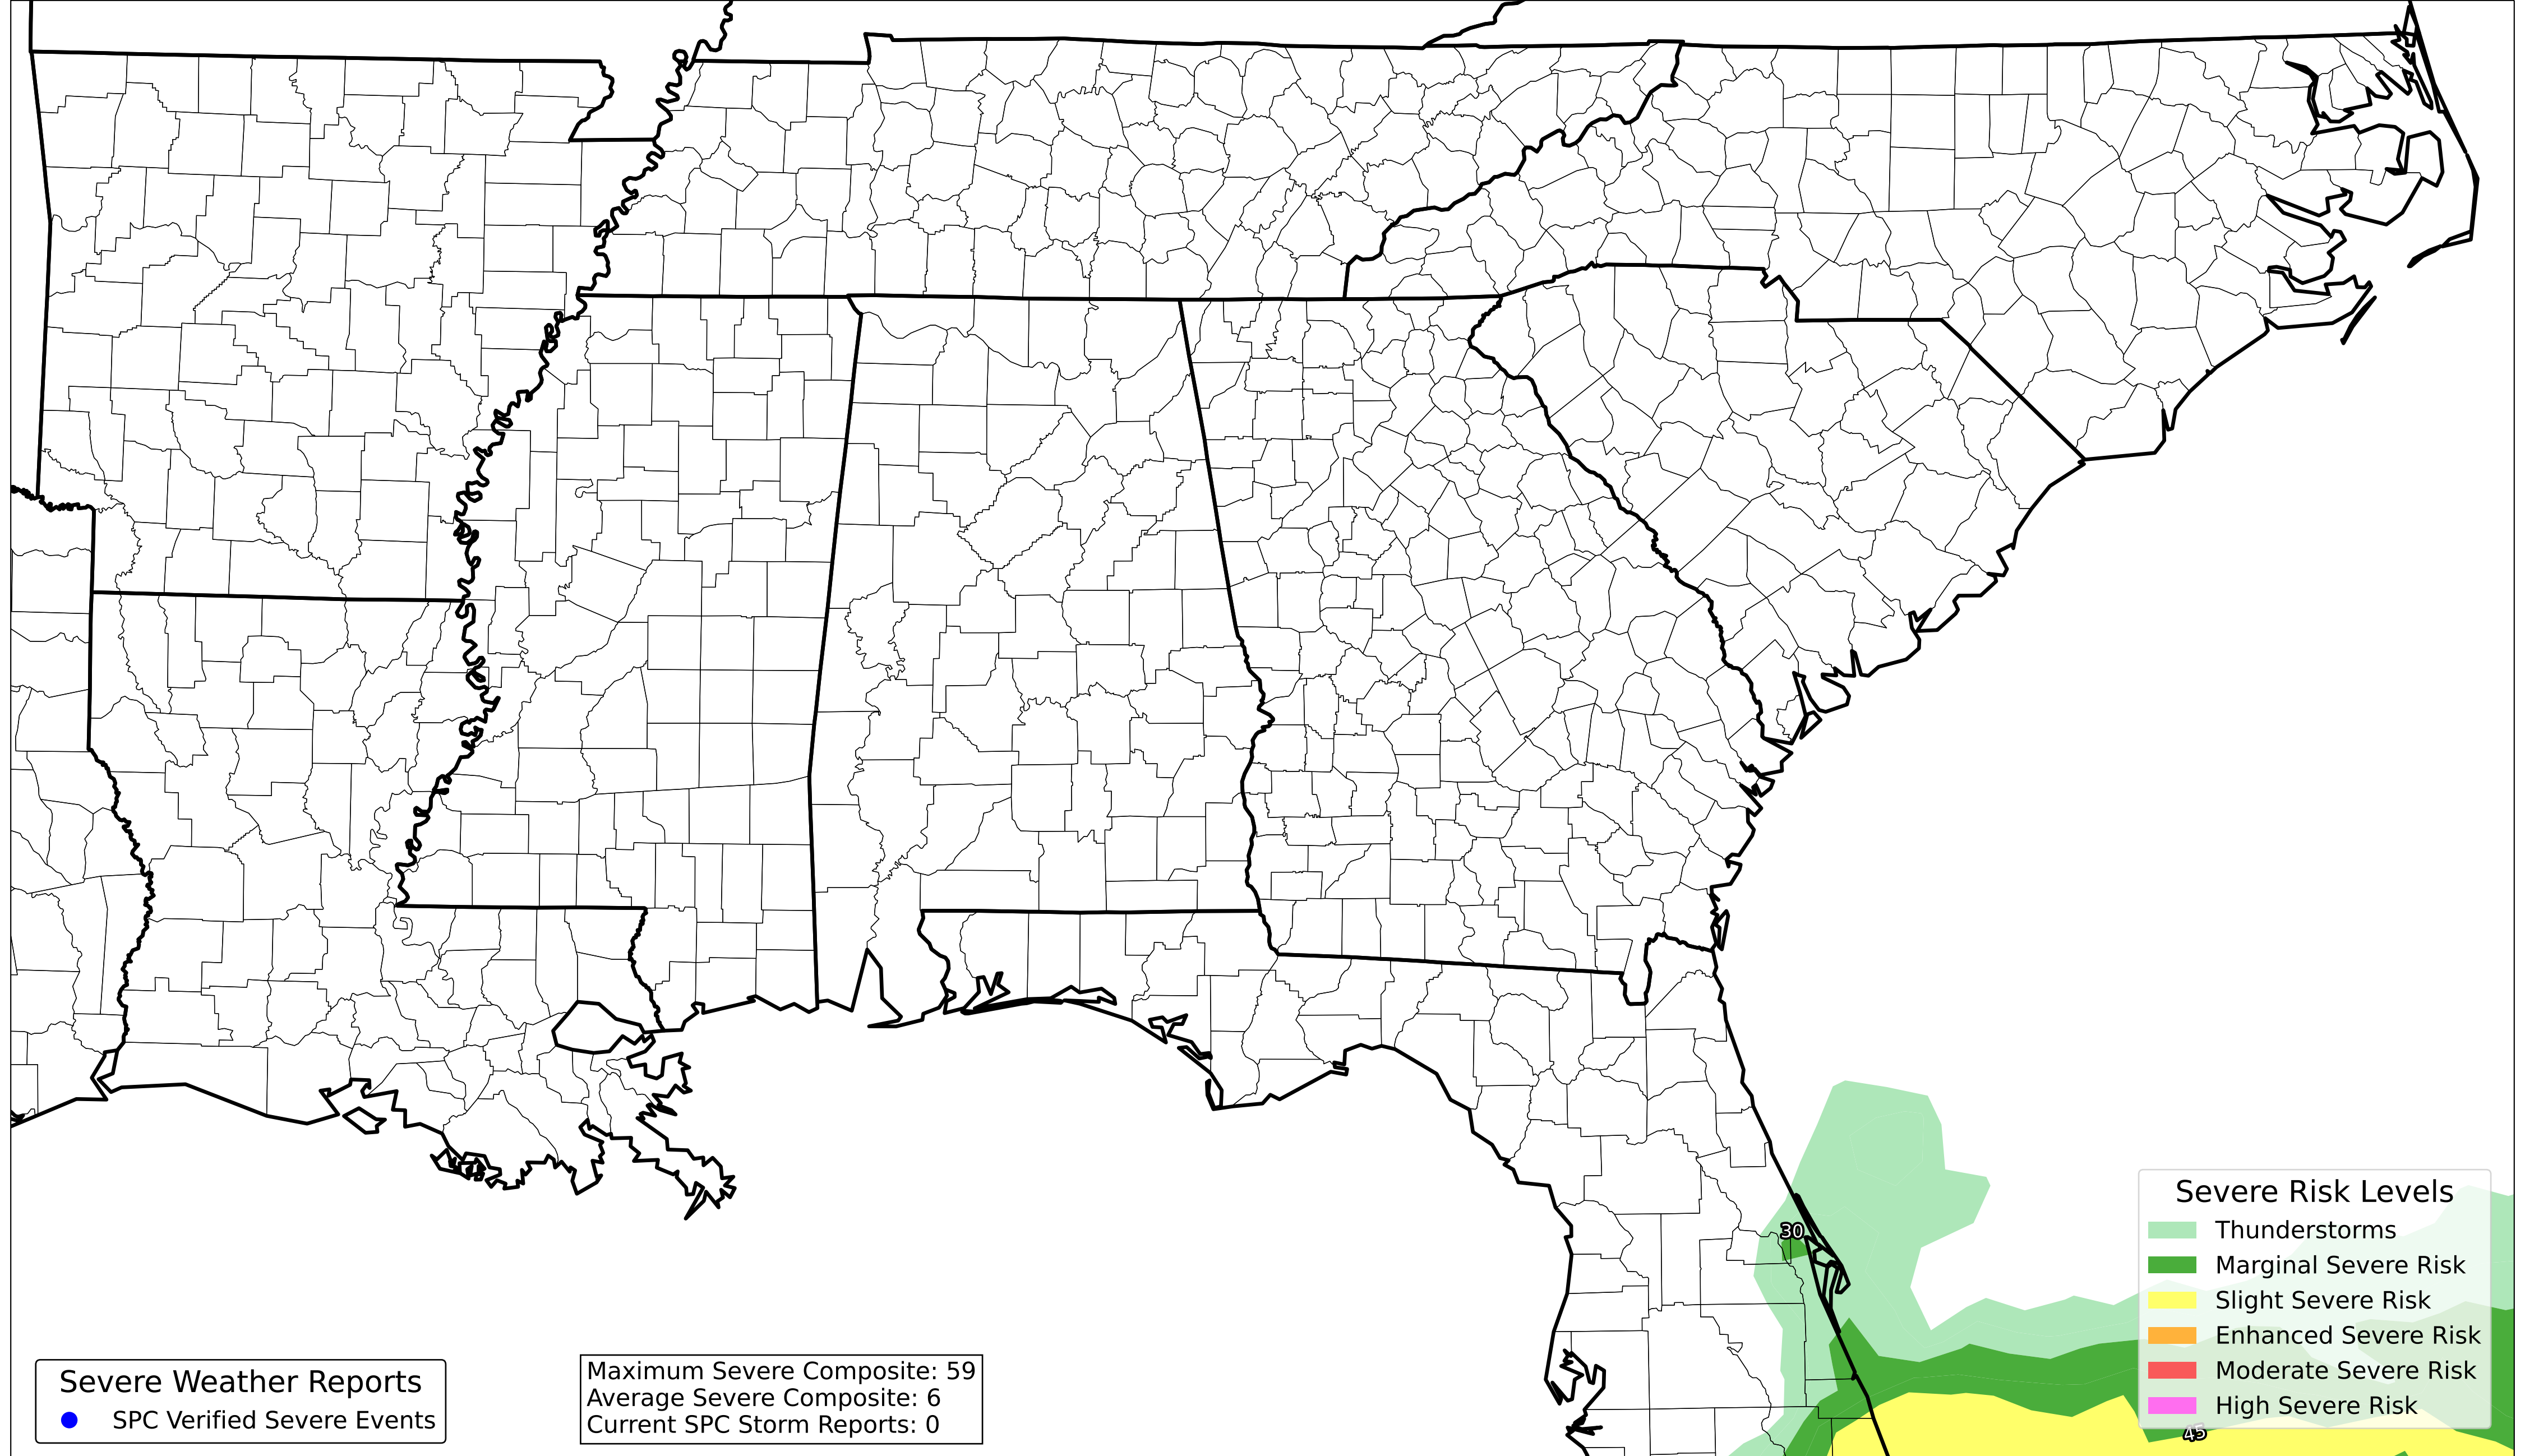 30
Severe Risk Levels
Thunderstorms
Marginal Severe Risk
Slight Severe Risk
Enhanced Severe Risk
Moderate Severe Risk
High Severe Risk
45
Severe Weather Reports
SPC Verified Severe Events
Maximum Severe Composite: 59
Average Severe Composite: 6
Current SPC Storm Reports: 0